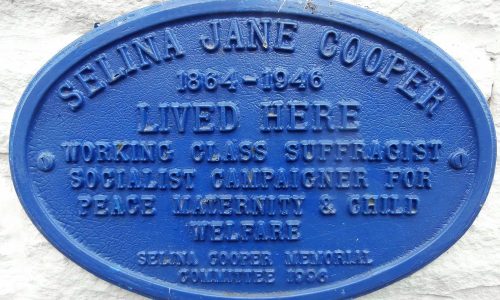 SELINA JANE COOPER
1864-1946
LIVED HERE
WORKING CLASS SUFFRAGIST
SOCIALIST CAMPAIGNER FOR
PEACE MATERNITY & CHILD
WELFARE
SELINA COOPER MEMORIAL
COMMITTEE 1996